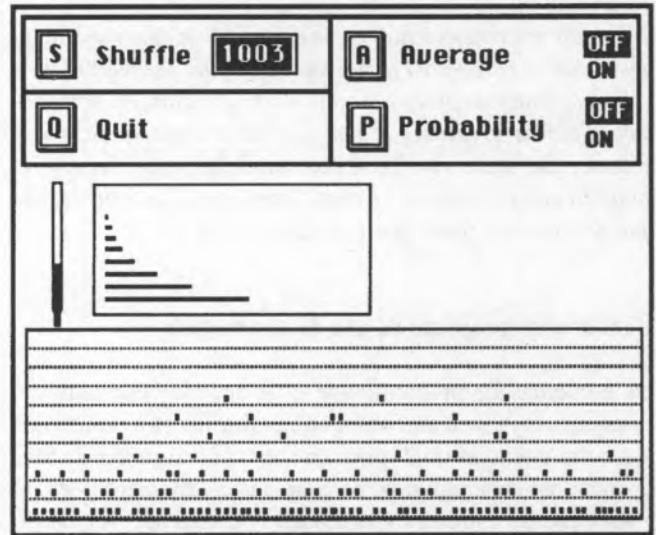 S Shuffle 1003
Q Quit
A Average OFF
ON
P Probability OFF
ON